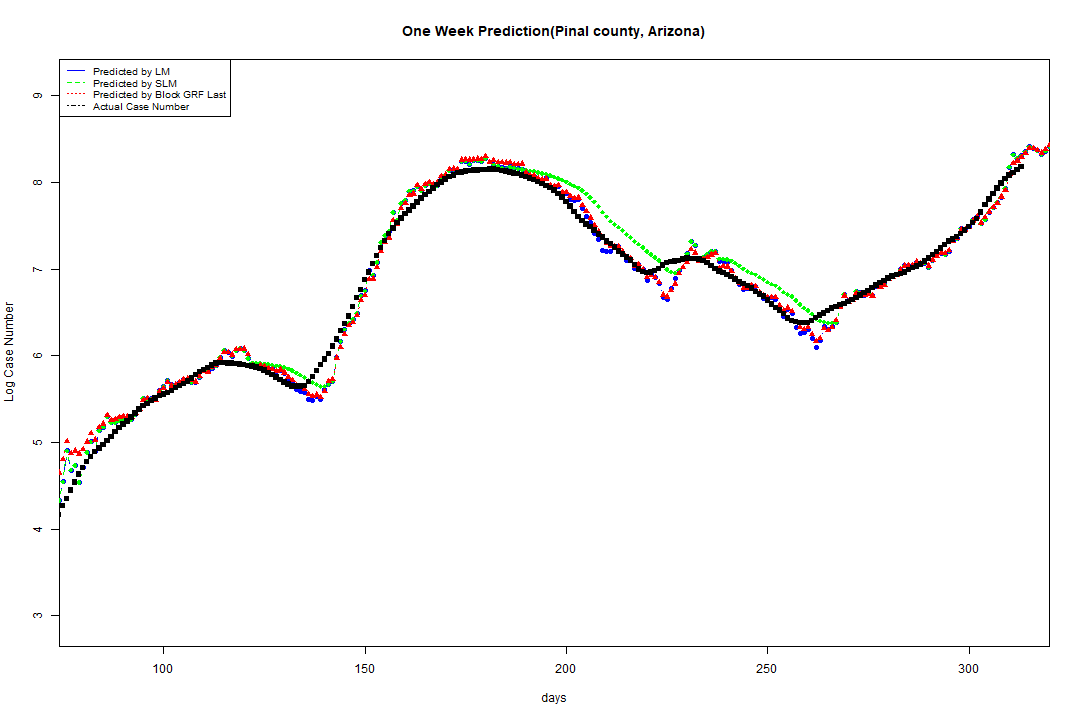 One Week Prediction(Pinal county, Arizona)
Predicted by LM
Predicted by SLM
Predicted by Block GRF Last
Actual Case Number
9
8
7
6
5
4
3
Log Case Number
100 150 200 250 300
days